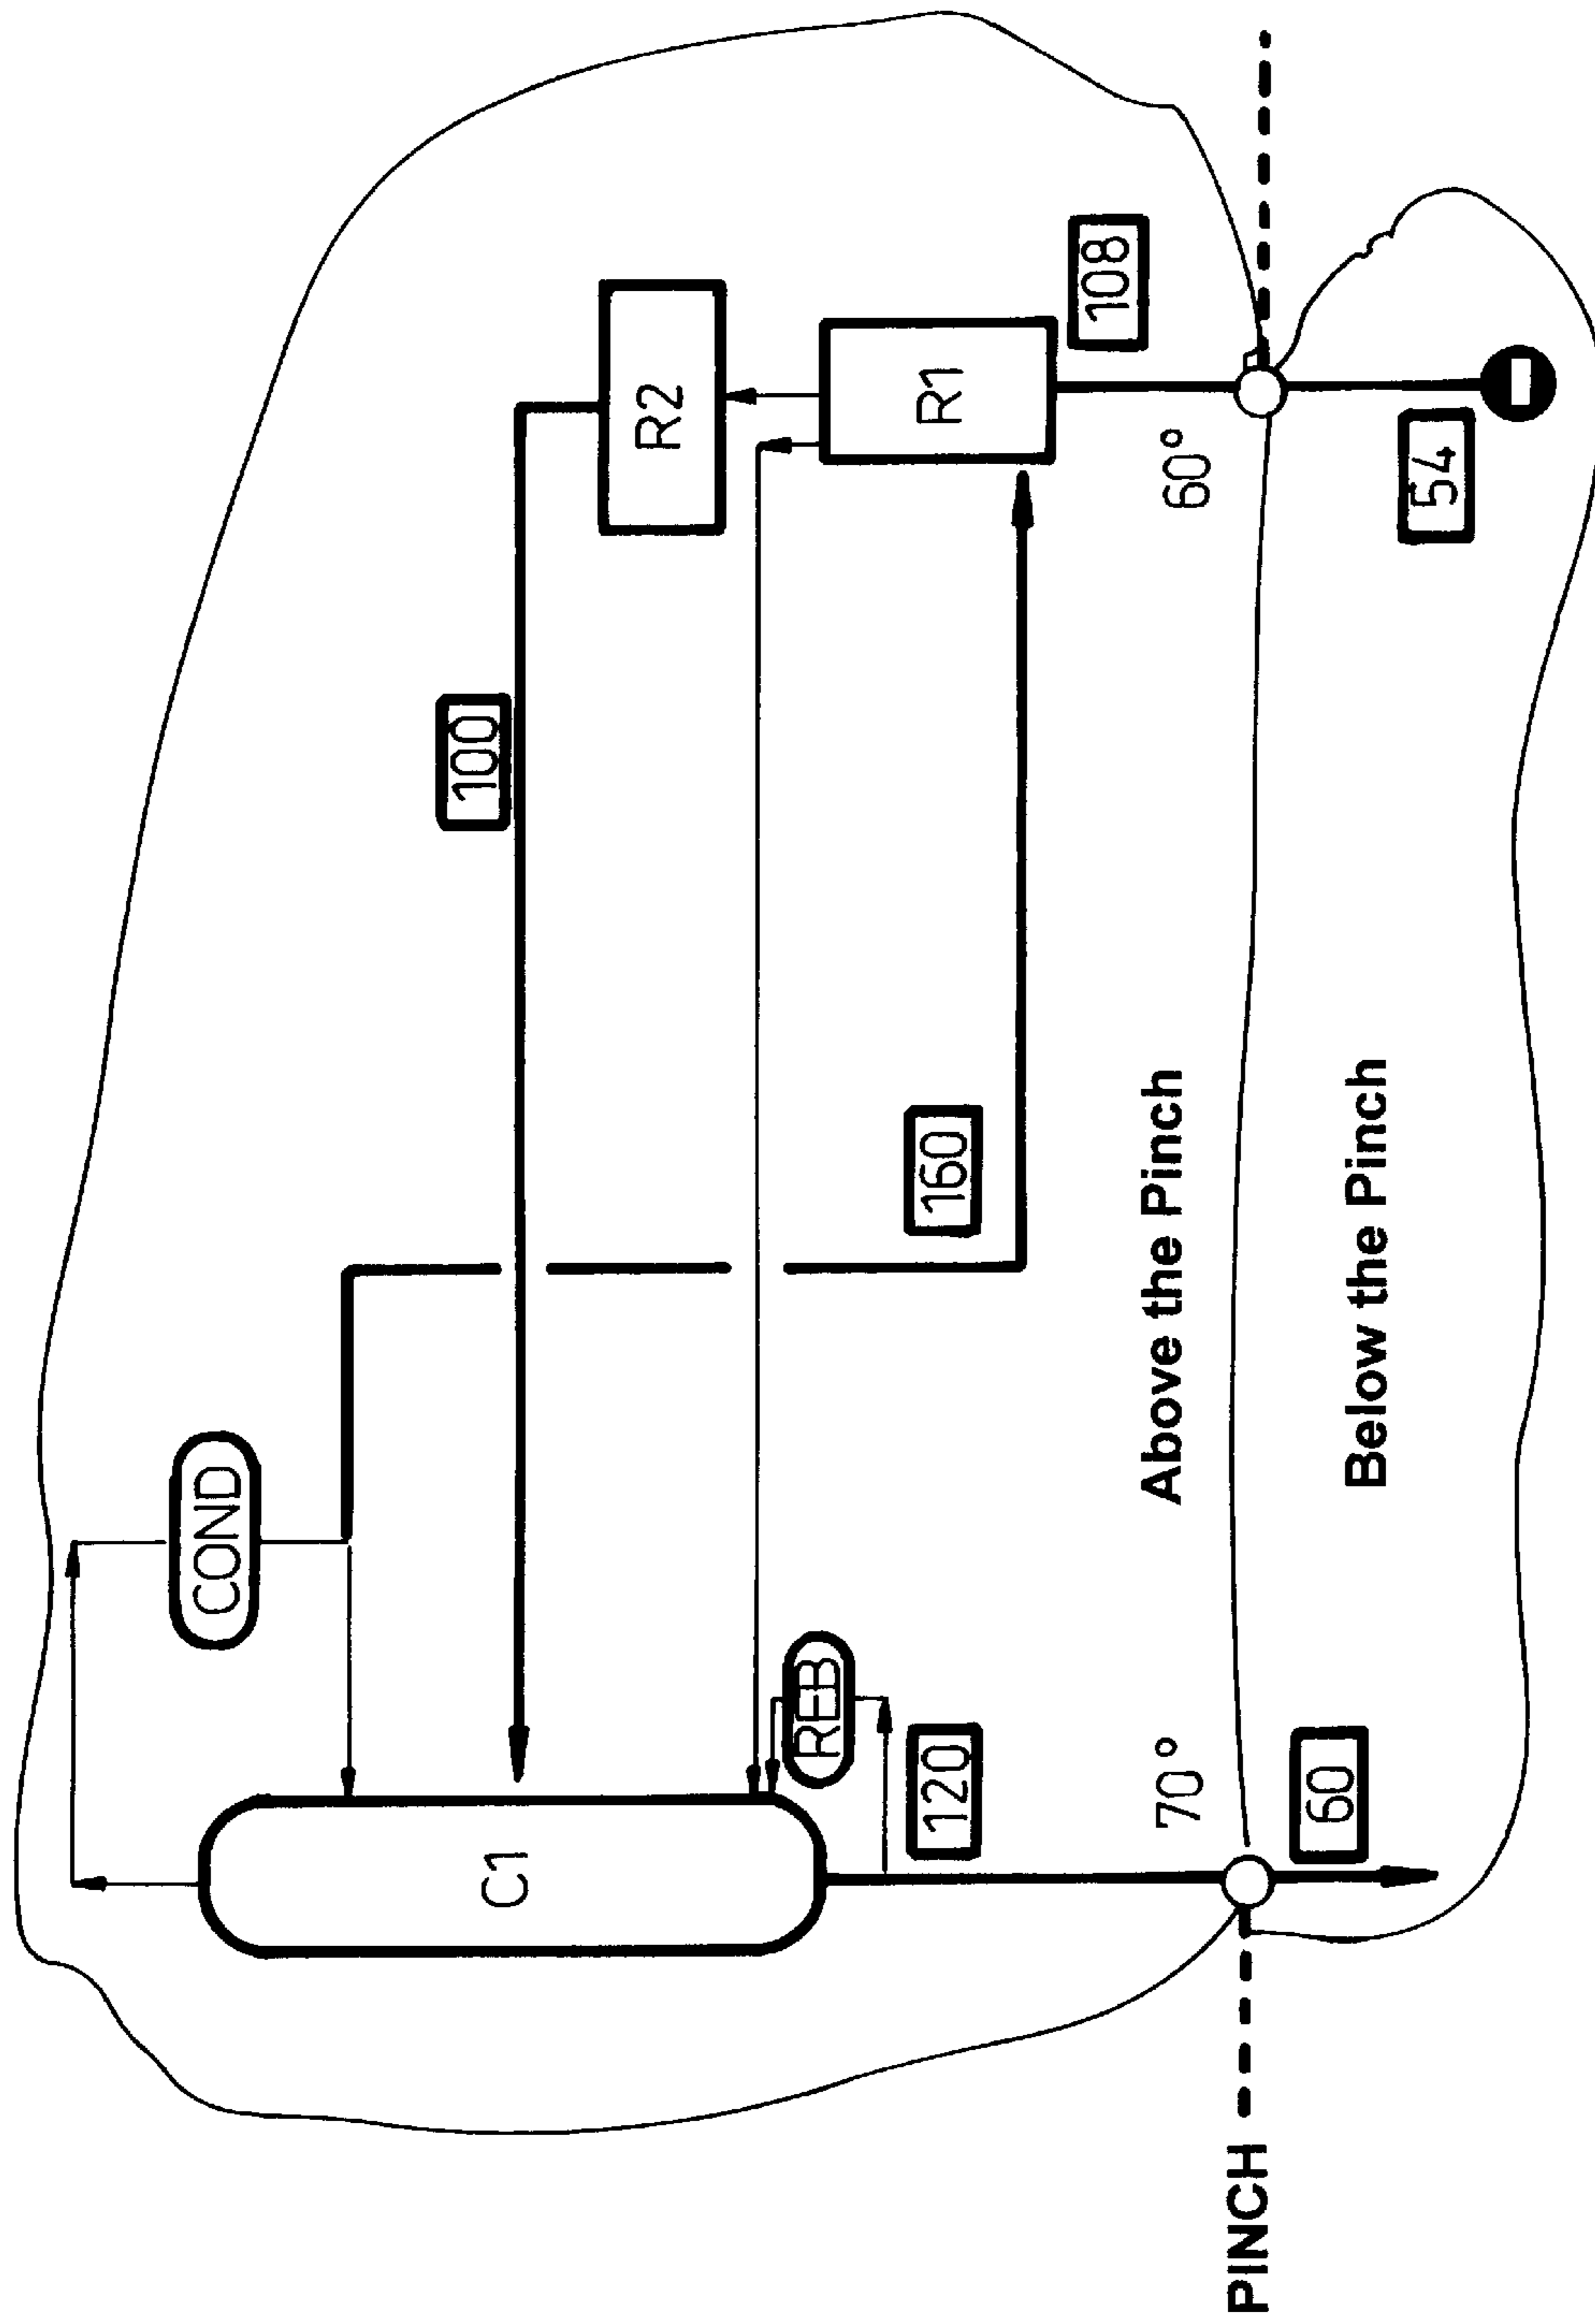 COND
100
R2
C1
REB
160
R1
120
108
Above the Pinch
70°
60°
PINCH
Below the Pinch
60
54